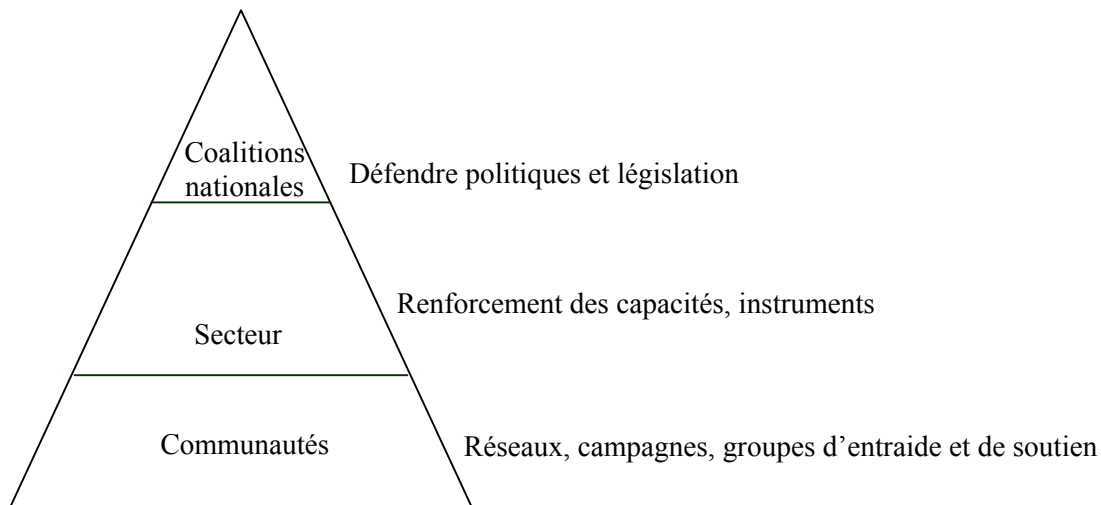 Coalitions
nationales
Défendre politiques et législation
Renforcement des capacités, instruments
Secteur
Communautés
Réseaux, campagnes, groupes d’entraide et de soutien